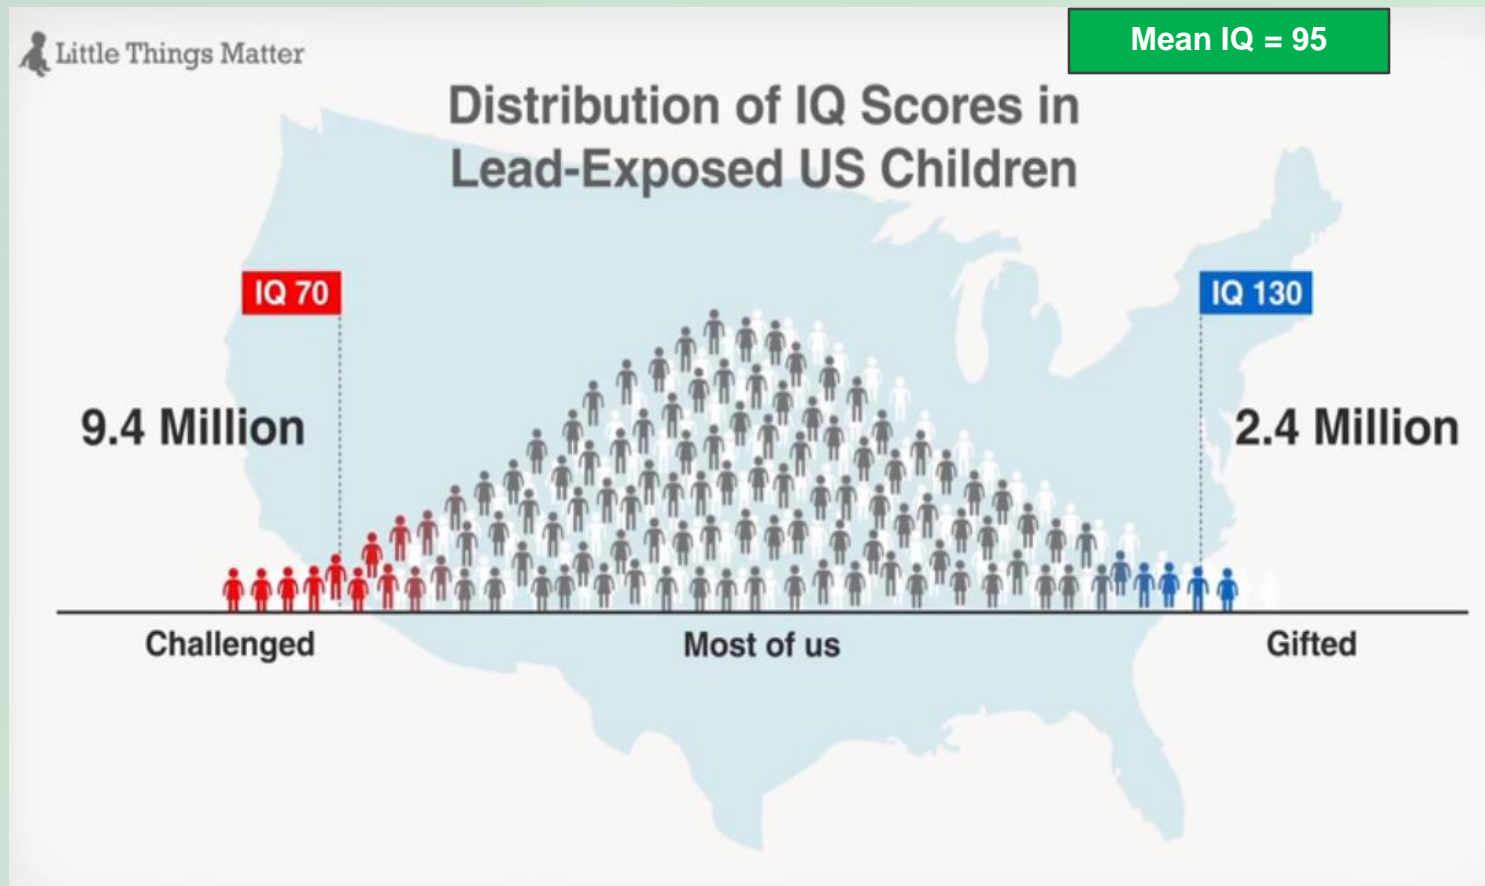 Little Things Matter
Mean IQ = 95
Distribution of IQ Scores in
Lead-Exposed US Children
IQ 70
IQ 130
9.4 Million
2.4 Million
Challenged
Most of us
Gifted